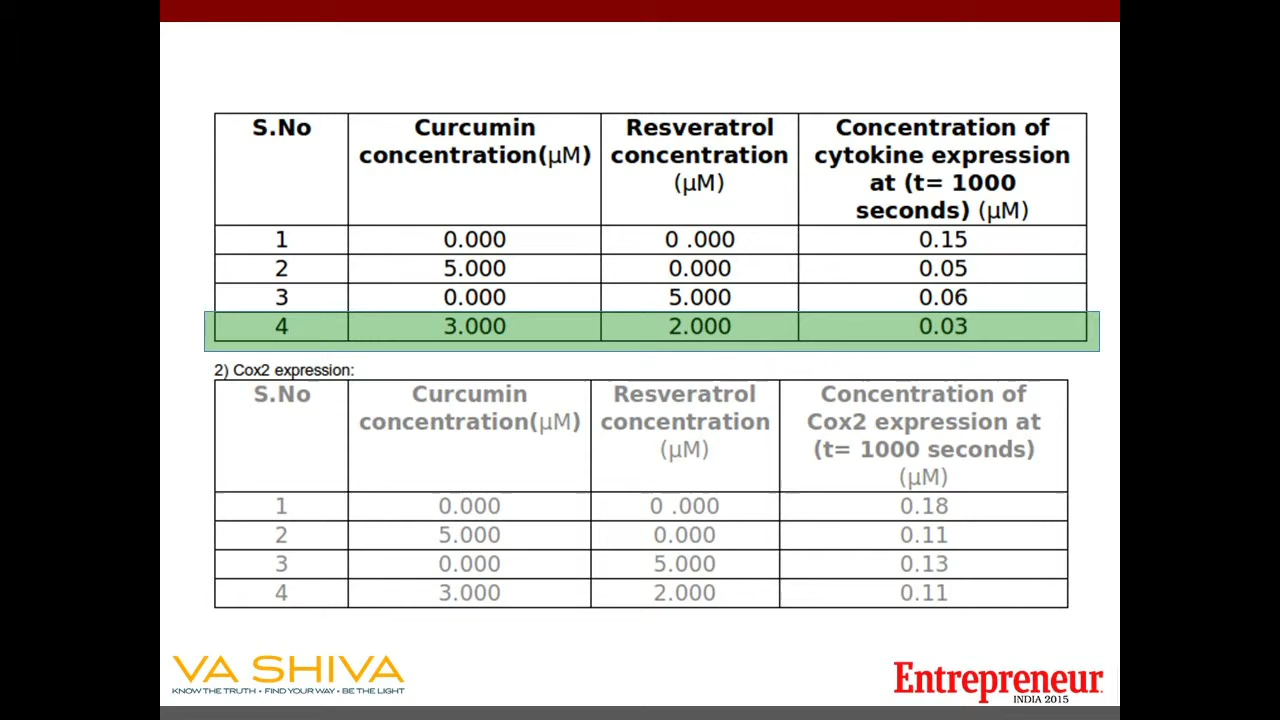 S.No Curcumin Resveratrol Concentration of
concentration(μM) concentration cytokine expression
(μM) at (t= 1000
seconds) (μM)
1 0.000 0 .000 0.15
2 5.000 0.000 0.05
3 0.000 5.000 0.06
4 3.000 2.000 0.03
2) Cox2 expression:
S.No Curcumin Resveratrol Concentration of
concentration(μM) concentration Cox2 expression at
(μM) (t= 1000 seconds)
(μM)
1 0.000 0 .000 0.18
2 5.000 0.000 0.11
3 0.000 5.000 0.13
4 3.000 2.000 0.11
VA SHIVA
KNOW THE TRUTH • FIND YOUR WAY • BE THE LIGHT
Entrepreneur
INDIA 2015